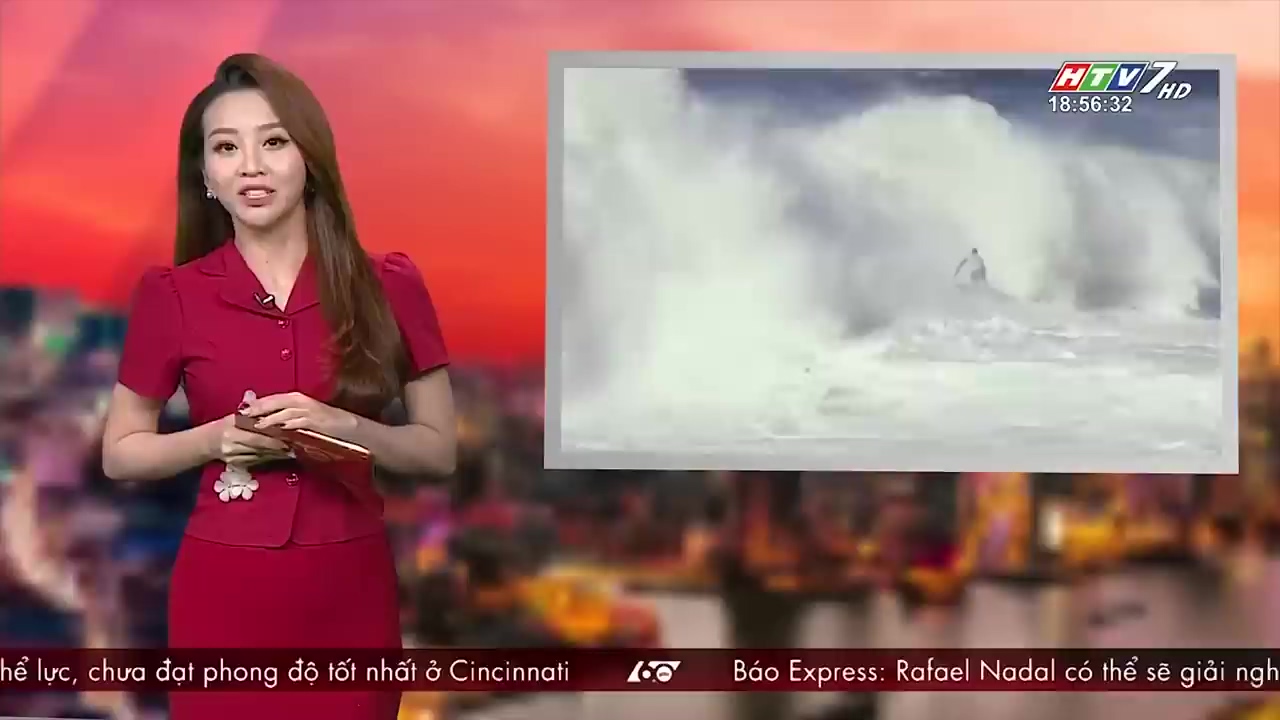 HTV7 HD
18:56:32
hể lực, chưa đạt phong độ tốt nhất ở Cincinnati 60 Báo Express: Rafael Nadal có thể sẽ giải ngh